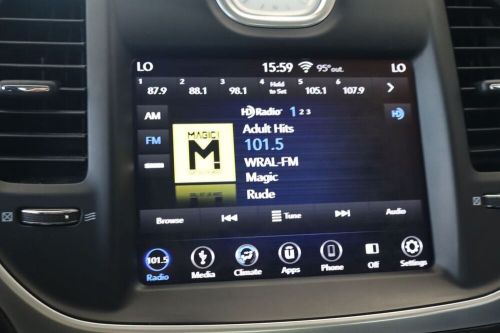 LO 15:59 95° out. LO
1 2 3 4 5 6
87.9 88.1 98.1 Hold to Set 105.1 107.9 >
AM
HD Radio 1 2 3
HD
Adult Hits
FM
MAGIC!
M
101.5
WRAL-FM
Magic
Rude
Browse Tune Audio
101.5
Radio Media Climate Apps Phone Off Settings